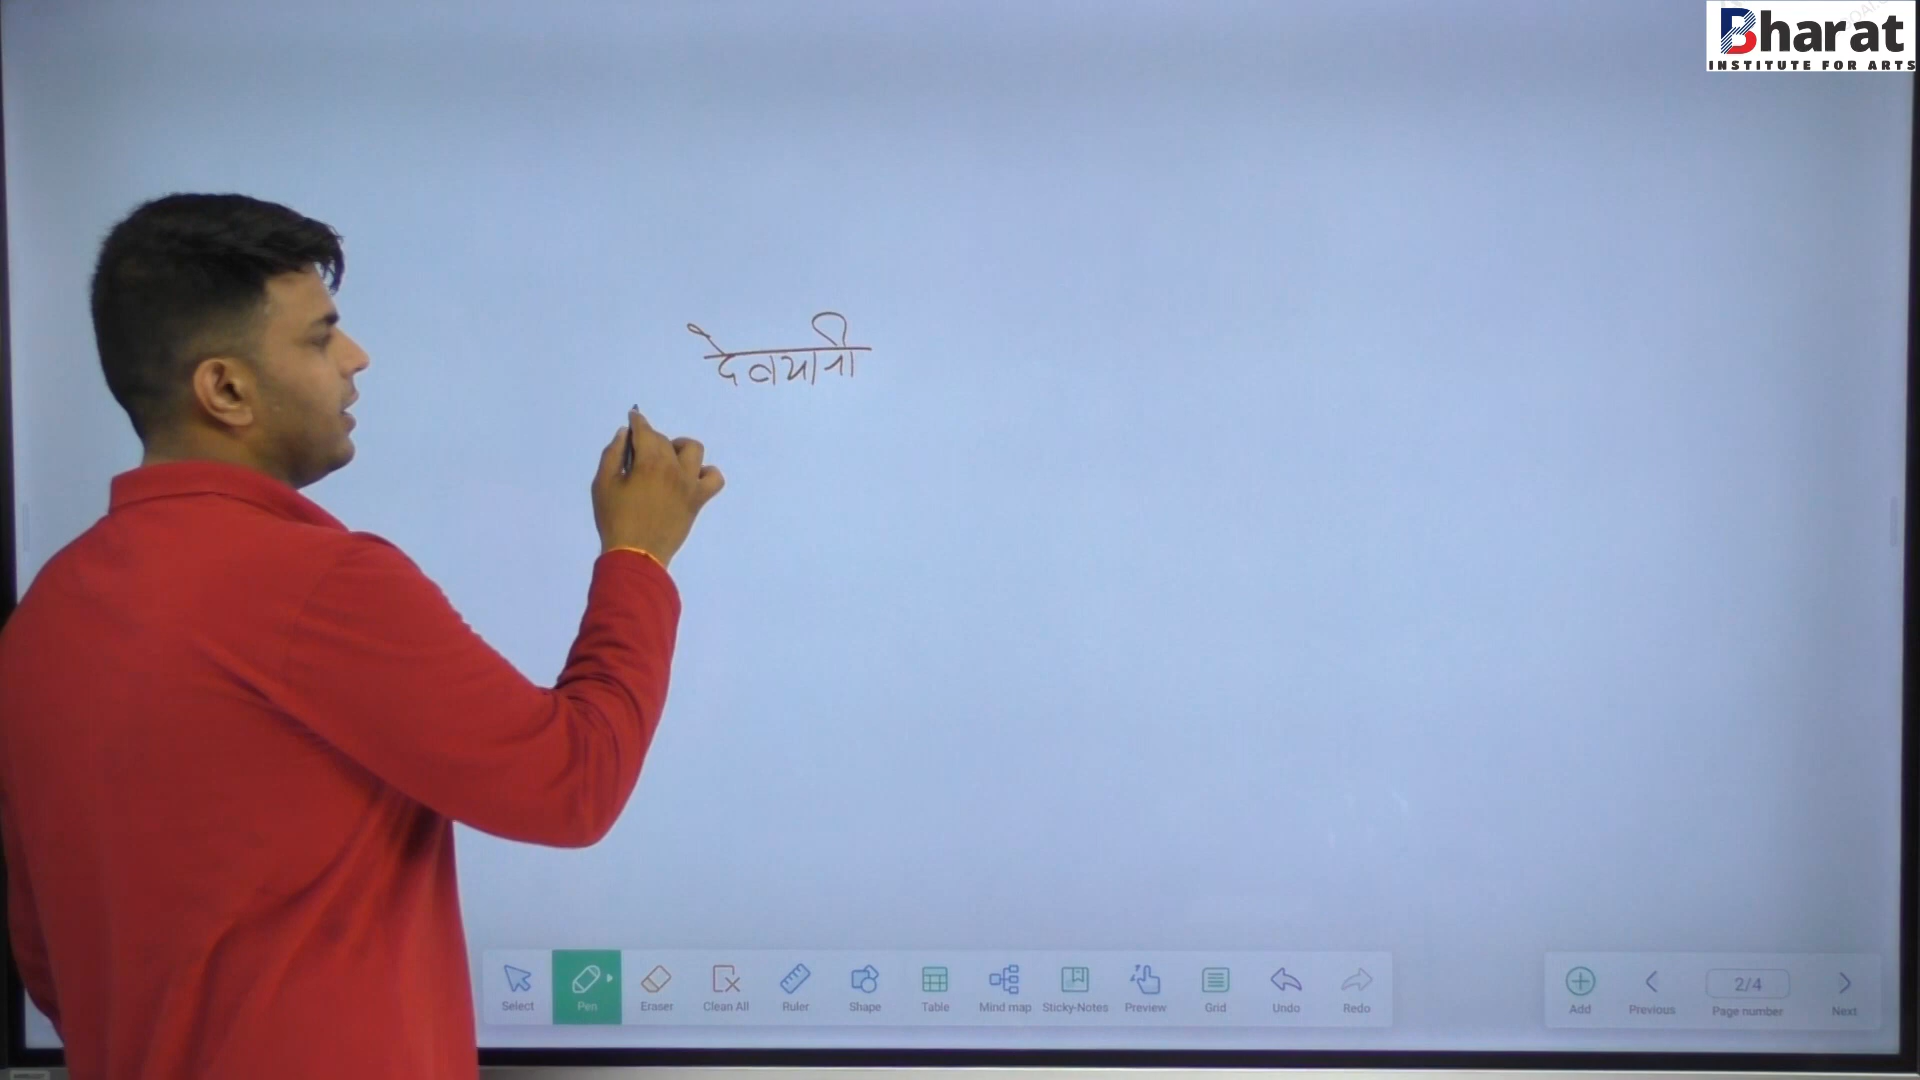 Bharat
INSTITUTE FOR ARTS
देवयानी
Select Pen Eraser Clean All Ruler Shape Table Mind map Sticky-Notes Preview Grid Undo Redo
Add Previous 2/4 Page number Next